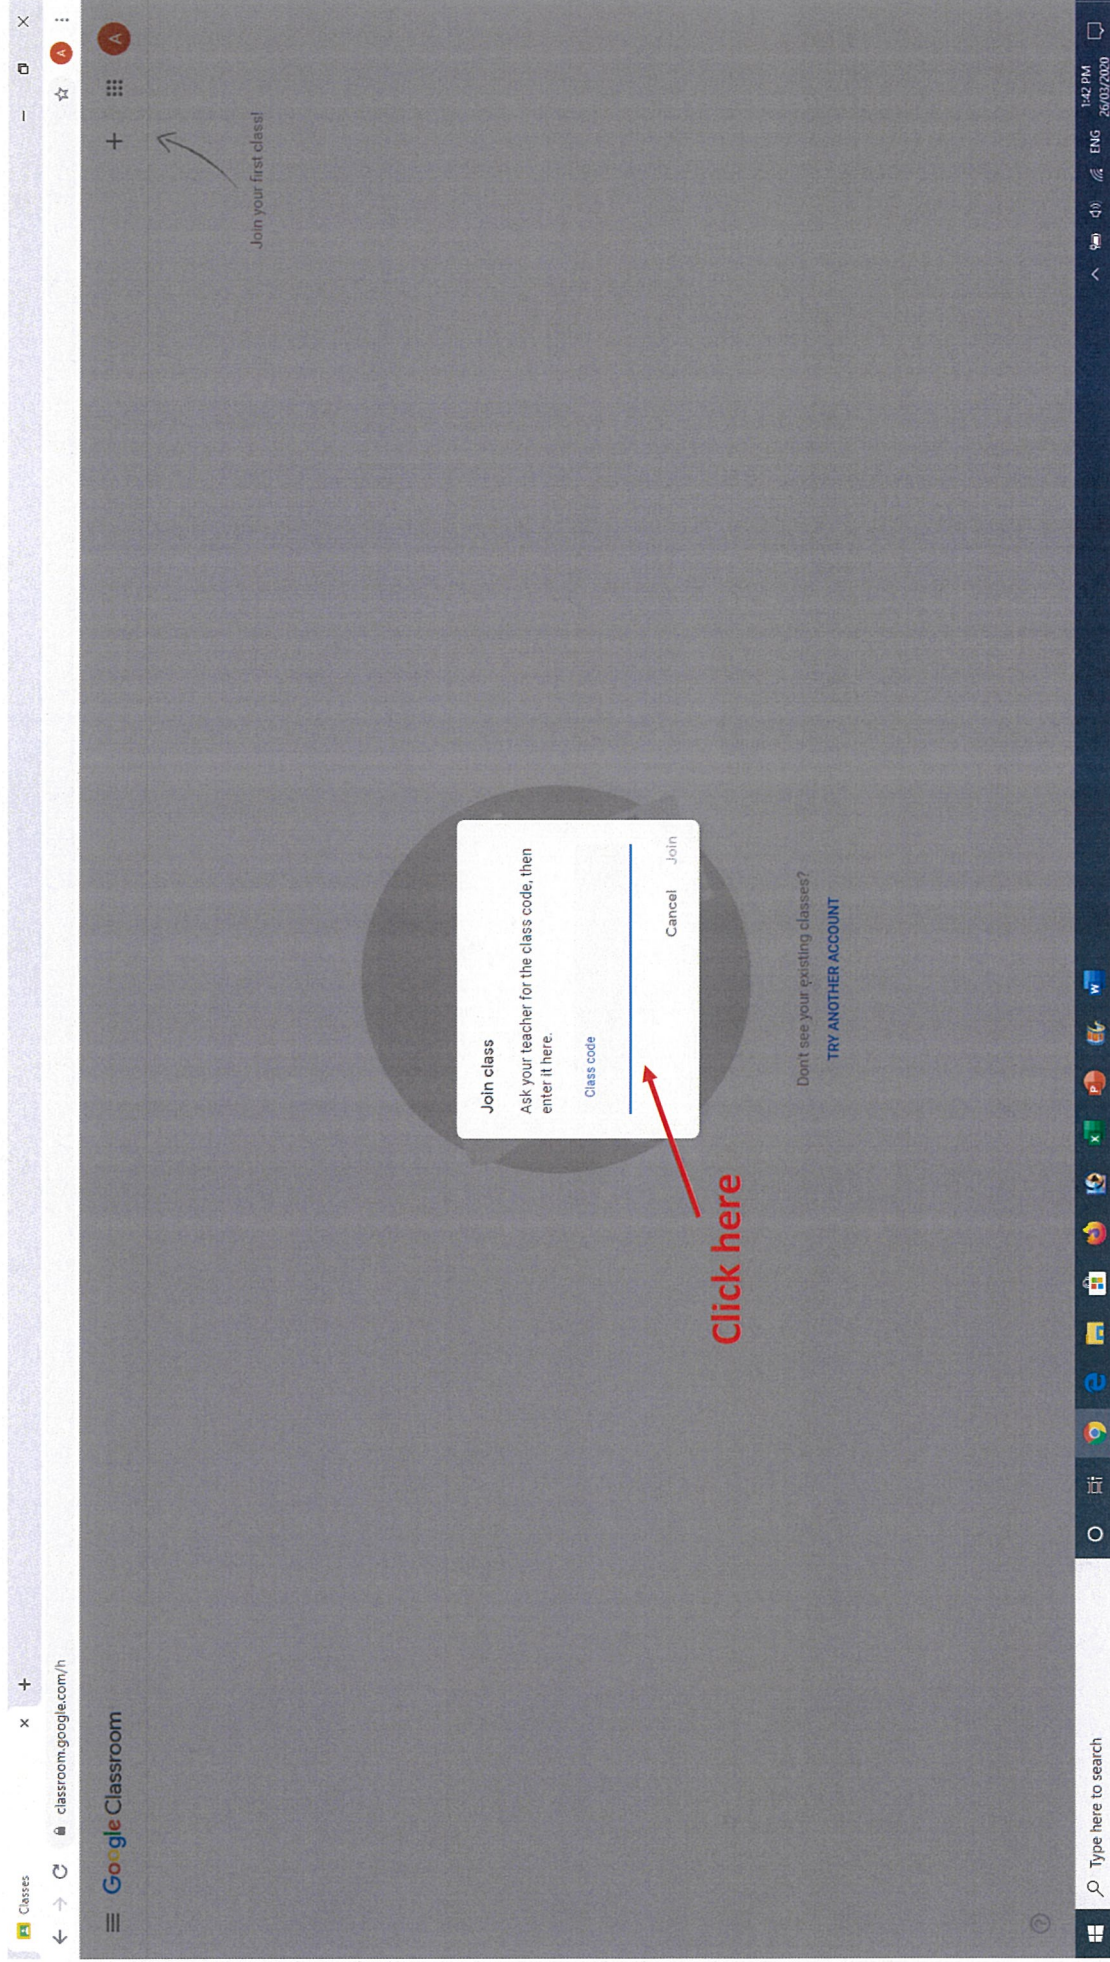 Classes
classroom.google.com/h
A
Google Classroom
A
Join your first class!
Join class
Ask your teacher for the class code, then
enter it here.
Class code
Cancel Join
Click here
Don't see your existing classes?
TRY ANOTHER ACCOUNT
Type here to search
ENG
1:42 PM
26/03/2020